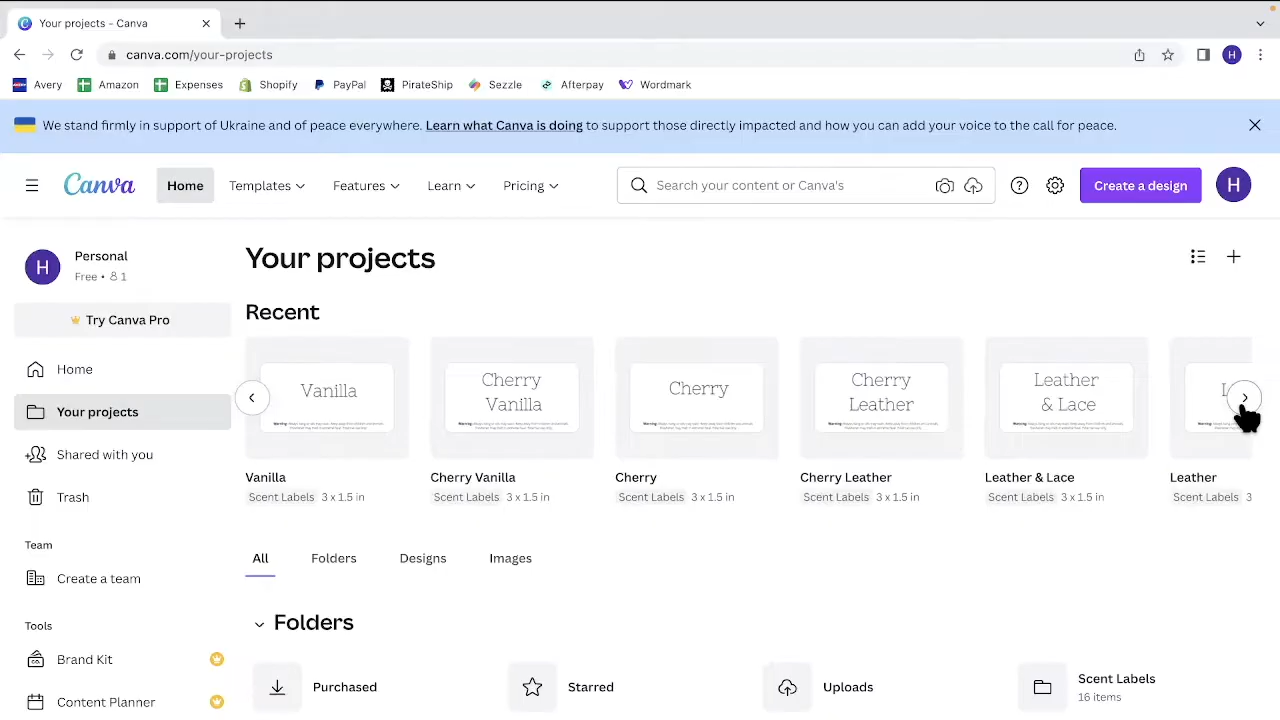 Your projects – Canva
canva.com/your-projects
H
Avery
Amazon
Expenses
Shopify
PayPal
PirateShip
Sezzle
Afterpay
Wordmark
We stand firmly in support of Ukraine and of peace everywhere. Learn what Canva is doing to support those directly impacted and how you can add your voice to the call for peace.
Canva
Home
Templates
Features
Learn
Pricing
Search your content or Canva's
Create a design
H
H
Personal
Free • 1
Try Canva Pro
Home
Your projects
Shared with you
Trash
Team
Create a team
Tools
Brand Kit
Content Planner
Your projects
Recent
Vanilla
Cherry
Vanilla
Cherry
Cherry
Leather
Leather
& Lace
L
Vanilla
Cherry Vanilla
Cherry
Cherry Leather
Leather & Lace
Leather
Scent Labels 3 x 1.5 in
Scent Labels 3 x 1.5 in
Scent Labels 3 x 1.5 in
Scent Labels 3 x 1.5 in
Scent Labels 3 x 1.5 in
Scent Labels 3
All
Folders
Designs
Images
Folders
Purchased
Starred
Uploads
Scent Labels
16 items